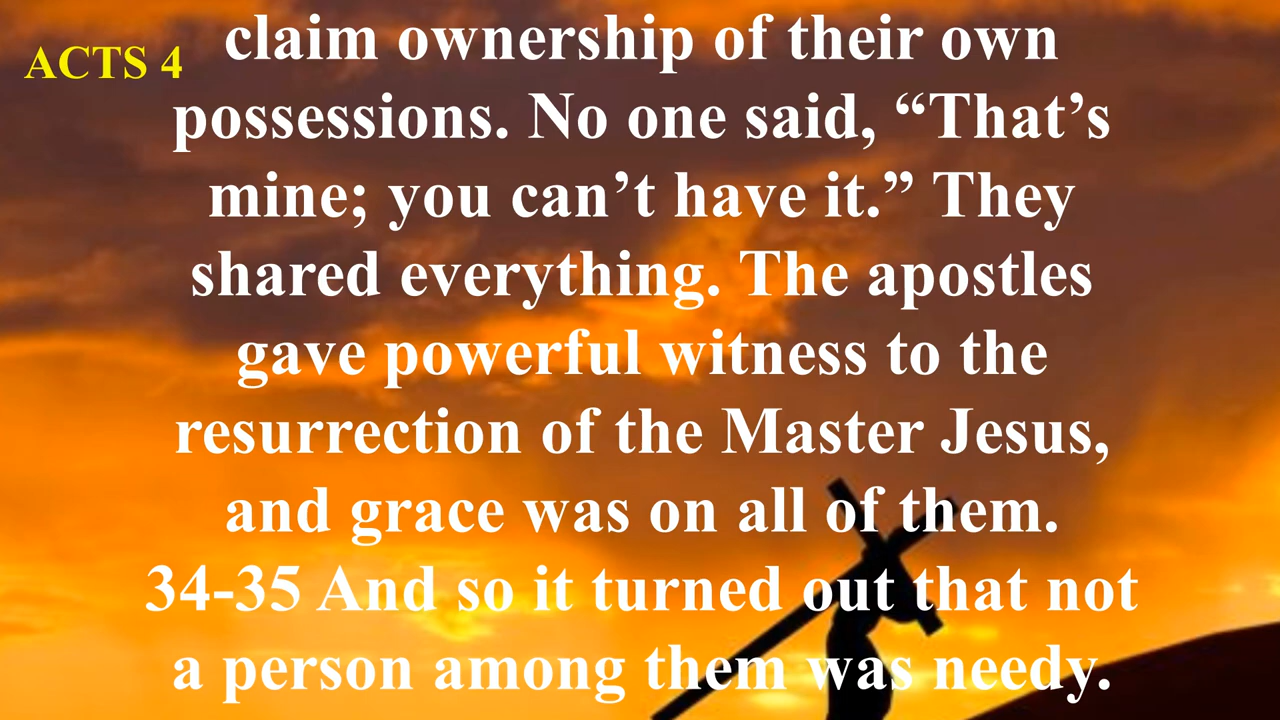 ACTS 4
claim ownership of their own
possessions. No one said, “That’s
mine; you can’t have it.” They
shared everything. The apostles
gave powerful witness to the
resurrection of the Master Jesus,
and grace was on all of them.
34-35 And so it turned out that not
a person among them was needy.